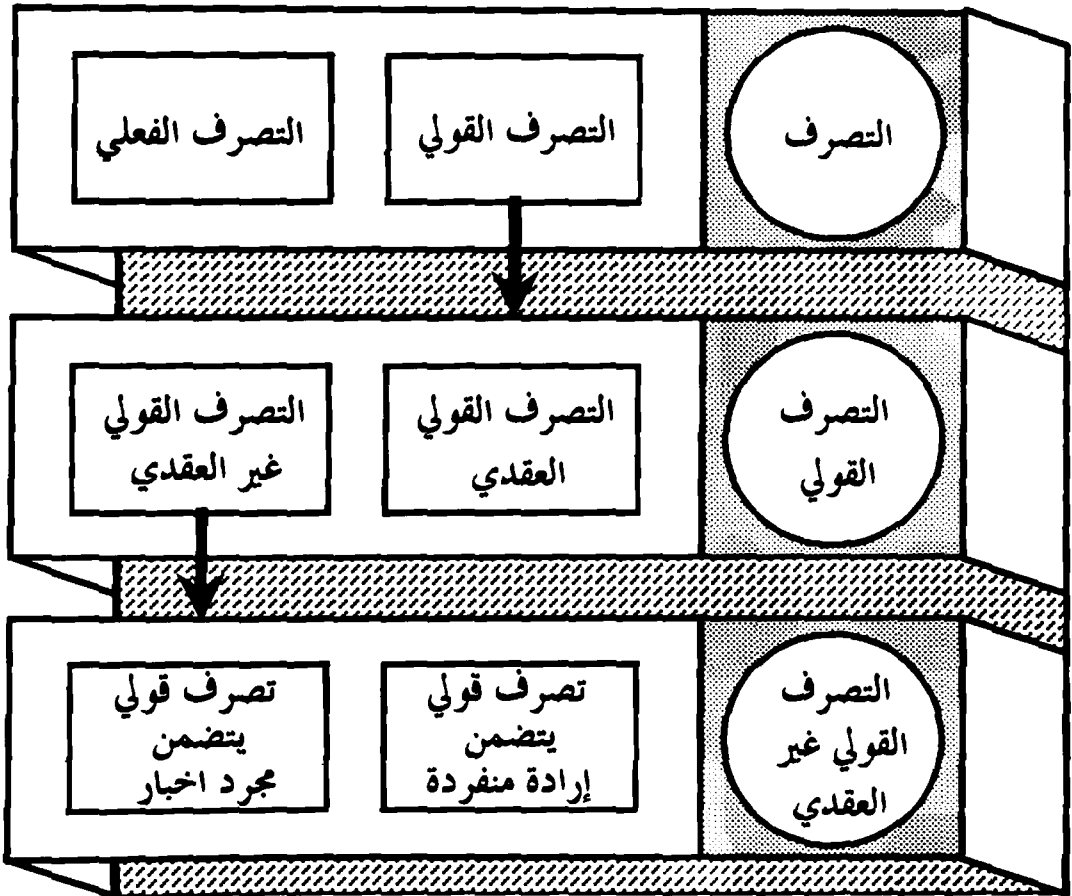 التصرف
التصرف القولي
التصرف الفعلي
التصرف
القولي
التصرف القولي
العقدي
التصرف القولي
غير العقدي
التصرف
القولي غير
العقدي
تصرف قولي
يتضمن
إرادة منفردة
تصرف قولي
يتضمن
مجرد اخبار